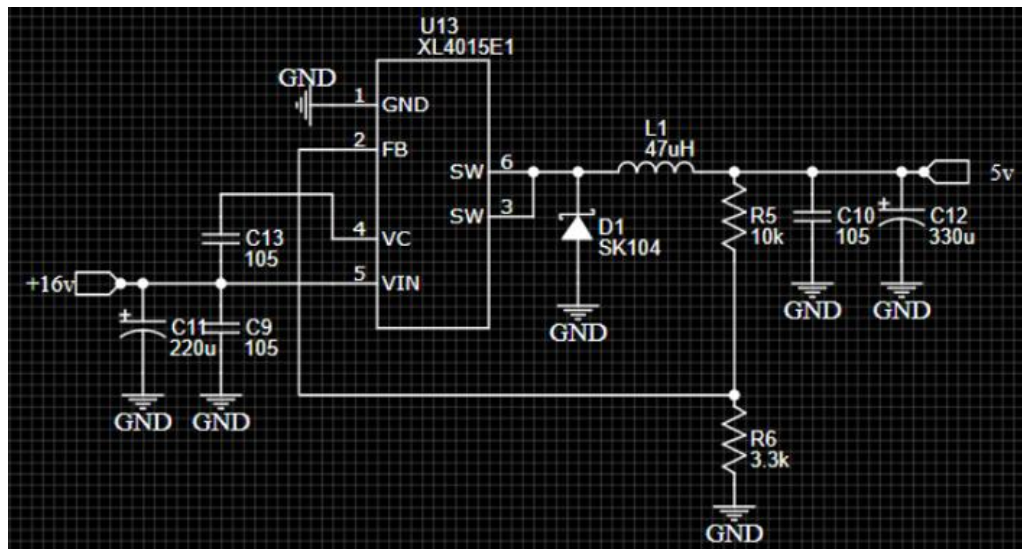 U13
XL4015E1
GND
1
GND
2
FB
SW
6
L1
47uH
5v
SW
3
R5
10k
C10
105
C12
330u
D1
SK104
C13
105
4
VC
+16v
5
VIN
GND
GND
GND
C11
220u
C9
105
GND
GND
R6
3.3k
GND